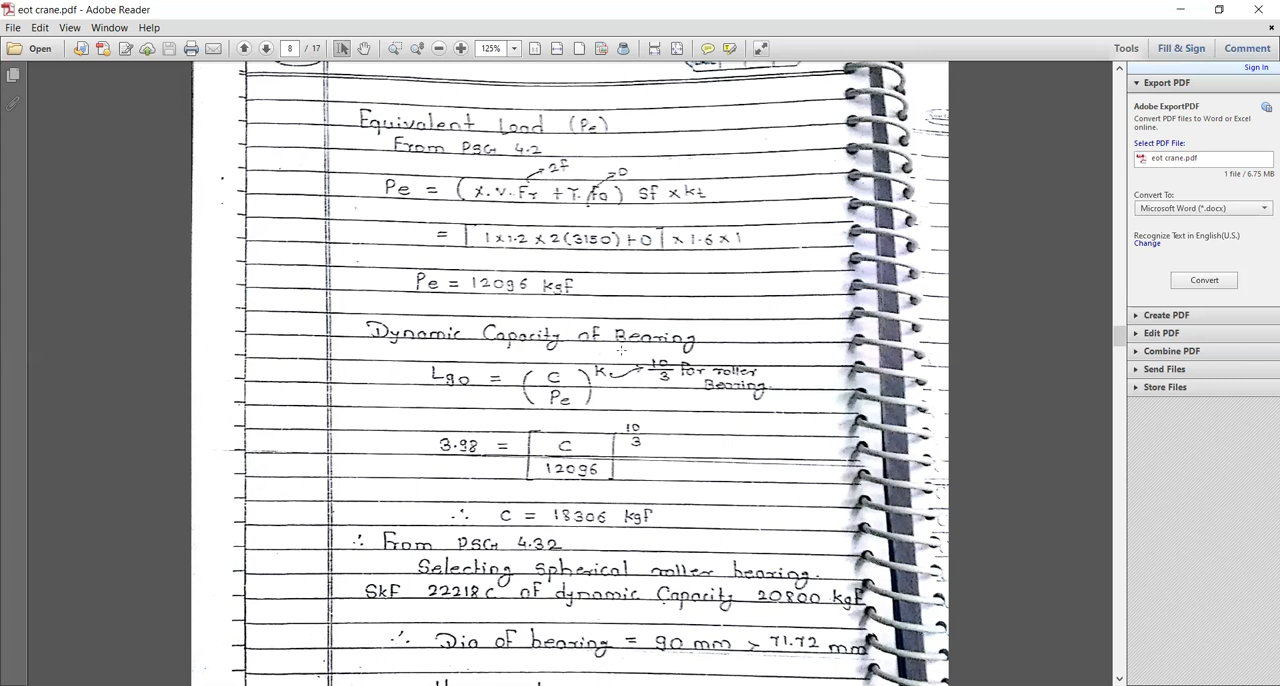 eot crane.pdf - Adobe Reader
File Edit View Window Help
Open 8 / 17 125% Tools Fill & Sign Comment
Sign In
Export PDF
Adobe ExportPDF
Convert PDF files to Word or Excel
online.
Select PDF File:
eot crane.pdf
1 file / 6.75 MB
Convert To:
Microsoft Word (*.docx)
Recognize Text in English(U.S.)
Change
Convert
Create PDF
Edit PDF
Combine PDF
Send Files
Store Files
Equivalent Load (Pe)
From PSG 4.2
2F 0
Pe = (X.V.Fr + Y.Fa) Sf x kt
= [1x1.2 x 2(3150)+0] x 1.6 x 1
Pe = 12096 kgf
Dynamic Capacity of Bearing
L90 = (C/Pe)^K → 10/3 for roller
Bearing.
3.98 = [C/12096]^10/3
∴ C = 18306 kgf
∴ From PSG 4.32
Selecting spherical roller bearing.
SKF 22218C of dynamic Capacity 20800 kgf
∴ Dia of bearing = 90 mm > 71.72 mm